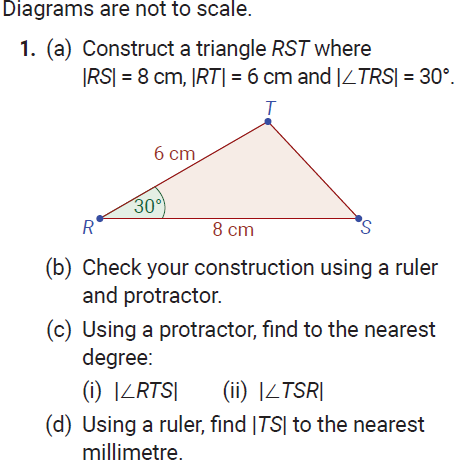 Diagrams are not to scale.
1. (a) Construct a triangle RST where
|RS| = 8 cm, |RT| = 6 cm and |∠TRS| = 30°.
T
6 cm
30°
R
8 cm
S
(b) Check your construction using a ruler
and protractor.
(c) Using a protractor, find to the nearest
degree:
(i) |∠RTS| (ii) |∠TSR|
(d) Using a ruler, find |TS| to the nearest
millimetre.